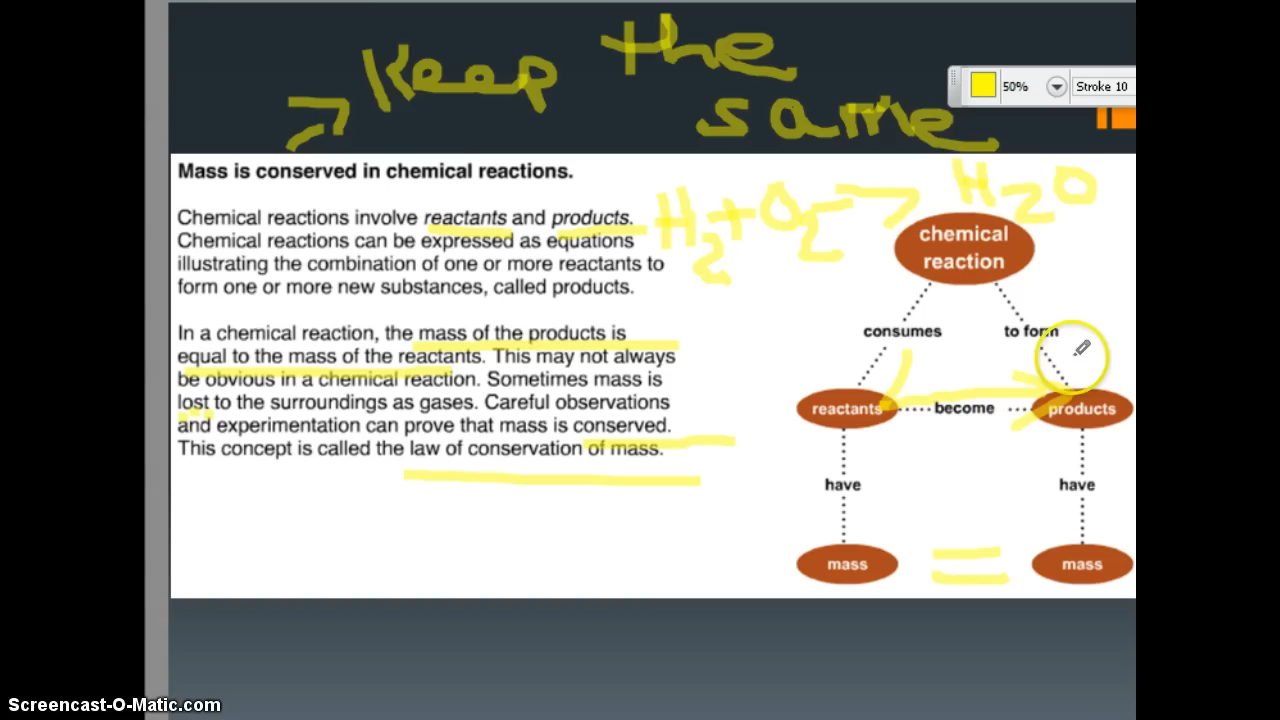 Keep the
same
50%
Stroke 10
Mass is conserved in chemical reactions.
Chemical reactions involve reactants and products.
Chemical reactions can be expressed as equations
illustrating the combination of one or more reactants to
form one or more new substances, called products.
In a chemical reaction, the mass of the products is
equal to the mass of the reactants. This may not always
be obvious in a chemical reaction. Sometimes mass is
lost to the surroundings as gases. Careful observations
and experimentation can prove that mass is conserved.
This concept is called the law of conservation of mass.
H2+O2→H2O
chemical
reaction
consumes
to form
reactants
become
products
have
have
mass
=
mass
Screencast-O-Matic.com